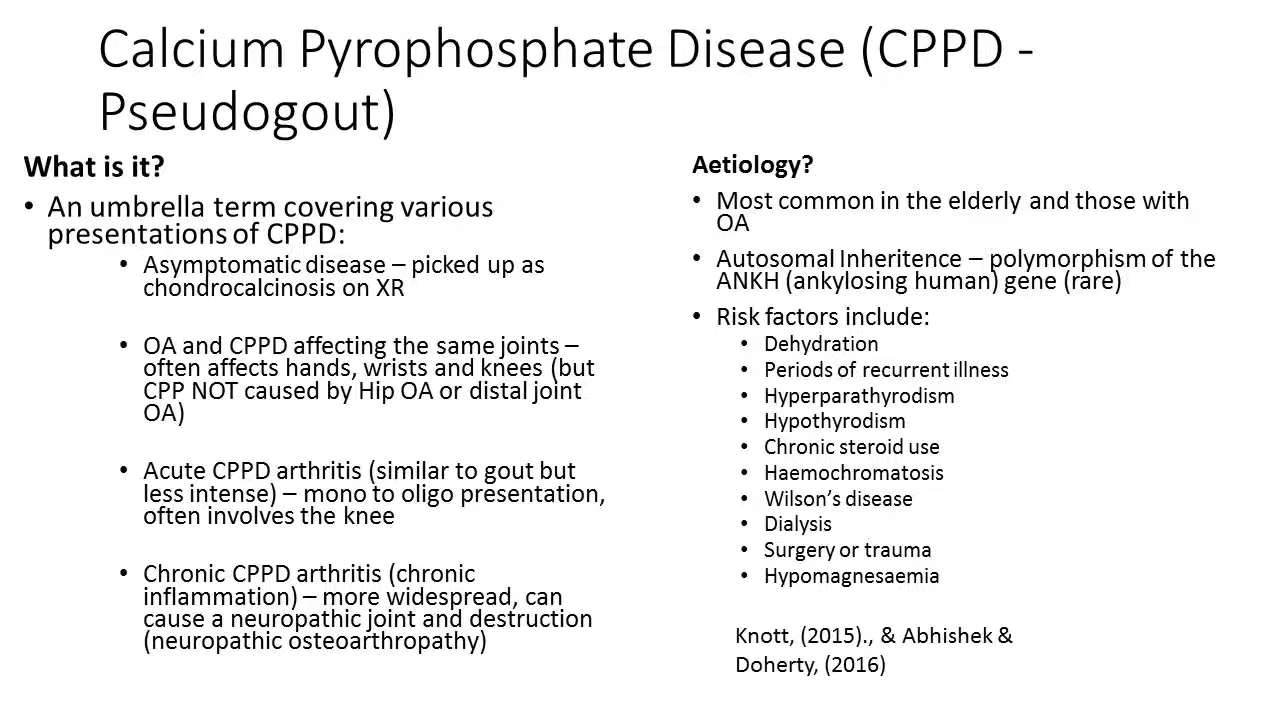 Calcium Pyrophosphate Disease (CPPD -
Pseudogout)
What is it?
• An umbrella term covering various
presentations of CPPD:
• Asymptomatic disease – picked up as
chondrocalcinosis on XR
• OA and CPPD affecting the same joints –
often affects hands, wrists and knees (but
CPP NOT caused by Hip OA or distal joint
OA)
• Acute CPPD arthritis (similar to gout but
less intense) – mono to oligo presentation,
often involves the knee
• Chronic CPPD arthritis (chronic
inflammation) – more widespread, can
cause a neuropathic joint and destruction
(neuropathic osteoarthropathy)
Aetiology?
• Most common in the elderly and those with
OA
• Autosomal Inheritence – polymorphism of the
ANKH (ankylosing human) gene (rare)
• Risk factors include:
• Dehydration
• Periods of recurrent illness
• Hyperparathyrodism
• Hypothyrodism
• Chronic steroid use
• Haemochromatosis
• Wilson’s disease
• Dialysis
• Surgery or trauma
• Hypomagnesaemia
Knott, (2015)., & Abhishek &
Doherty, (2016)